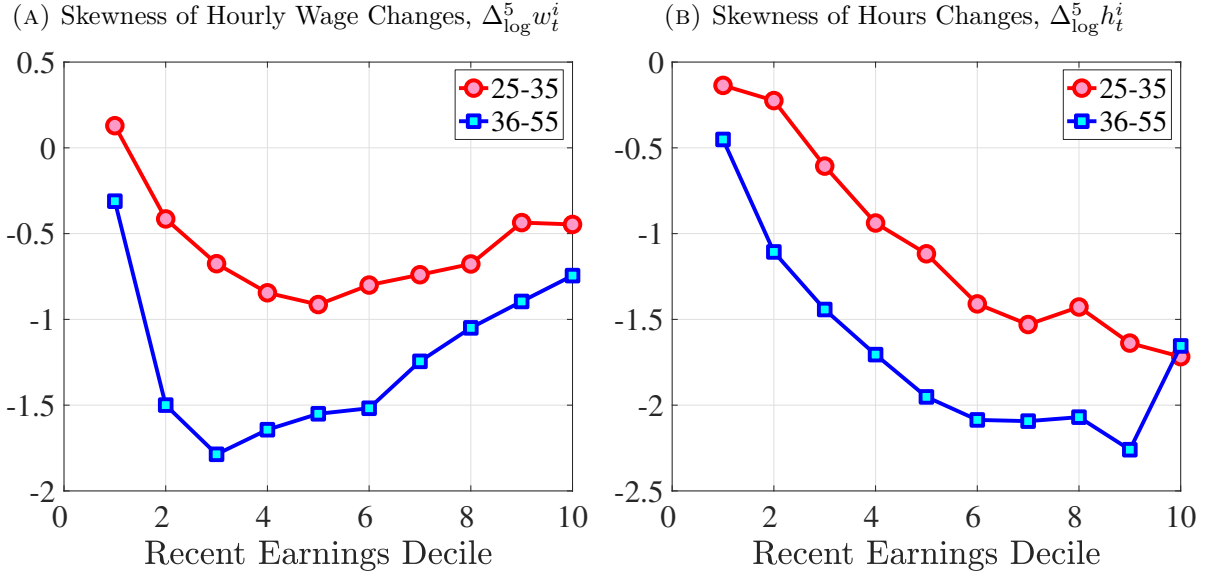 (A) Skewness of Hourly Wage Changes, Δ⁵_log w^i_t
0.5
0
-0.5
-1
-1.5
-2
0 2 4 6 8 10
25-35
36-55
Recent Earnings Decile
(B) Skewness of Hours Changes, Δ⁵_log h^i_t
0
-0.5
-1
-1.5
-2
-2.5
0 2 4 6 8 10
25-35
36-55
Recent Earnings Decile